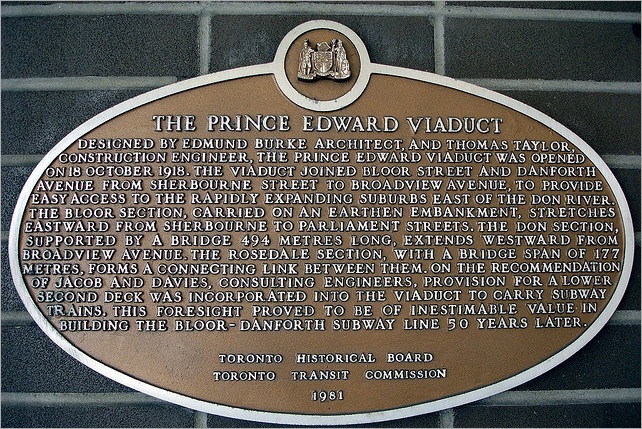 THE PRINCE EDWARD VIADUCT
DESIGNED BY EDMUND BURKE ARCHITECT, AND THOMAS TAYLOR,
CONSTRUCTION ENGINEER, THE PRINCE EDWARD VIADUCT WAS OPENED
ON 18 OCTOBER 1918. THE VIADUCT JOINED BLOOR STREET AND DANFORTH
AVENUE FROM SHERBOURNE STREET TO BROADVIEW AVENUE, TO PROVIDE
EASY ACCESS TO THE RAPIDLY EXPANDING SUBURBS EAST OF THE DON RIVER.
THE BLOOR SECTION, CARRIED ON AN EARTHEN EMBANKMENT, STRETCHES
EASTWARD FROM SHERBOURNE TO PARLIAMENT STREETS. THE DON SECTION,
SUPPORTED BY A BRIDGE 494 METRES LONG, EXTENDS WESTWARD FROM
BROADVIEW AVENUE. THE ROSEDALE SECTION, WITH A BRIDGE SPAN OF 177
METRES, FORMS A CONNECTING LINK BETWEEN THEM. ON THE RECOMMENDATION
OF JACOB AND DAVIES, CONSULTING ENGINEERS, PROVISION FOR A LOWER
SECOND DECK WAS INCORPORATED INTO THE VIADUCT TO CARRY SUBWAY
TRAINS. THIS FORESIGHT PROVED TO BE OF INESTIMABLE VALUE IN
BUILDING THE BLOOR-DANFORTH SUBWAY LINE 50 YEARS LATER.
TORONTO HISTORICAL BOARD
TORONTO TRANSIT COMMISSION
1981